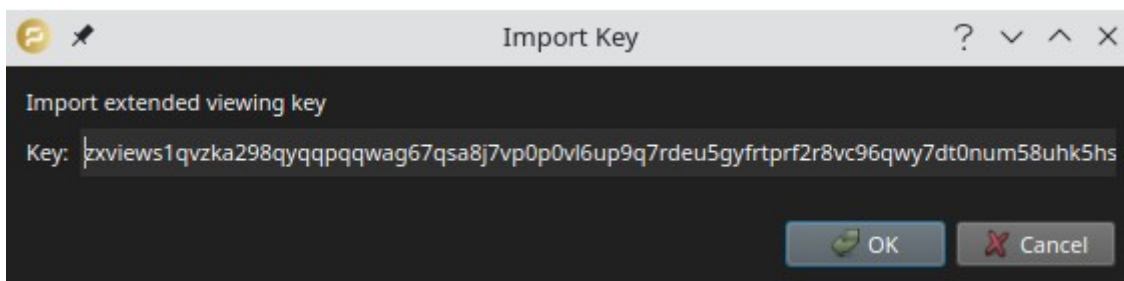 Import Key
Import extended viewing key
Key: zxviews1qvzka298qyqqpqqwag67qsa8j7vp0p0vl6up9q7rdeu5gyfrtprf2r8vc96qwy7dt0num58uhk5hs
OK Cancel